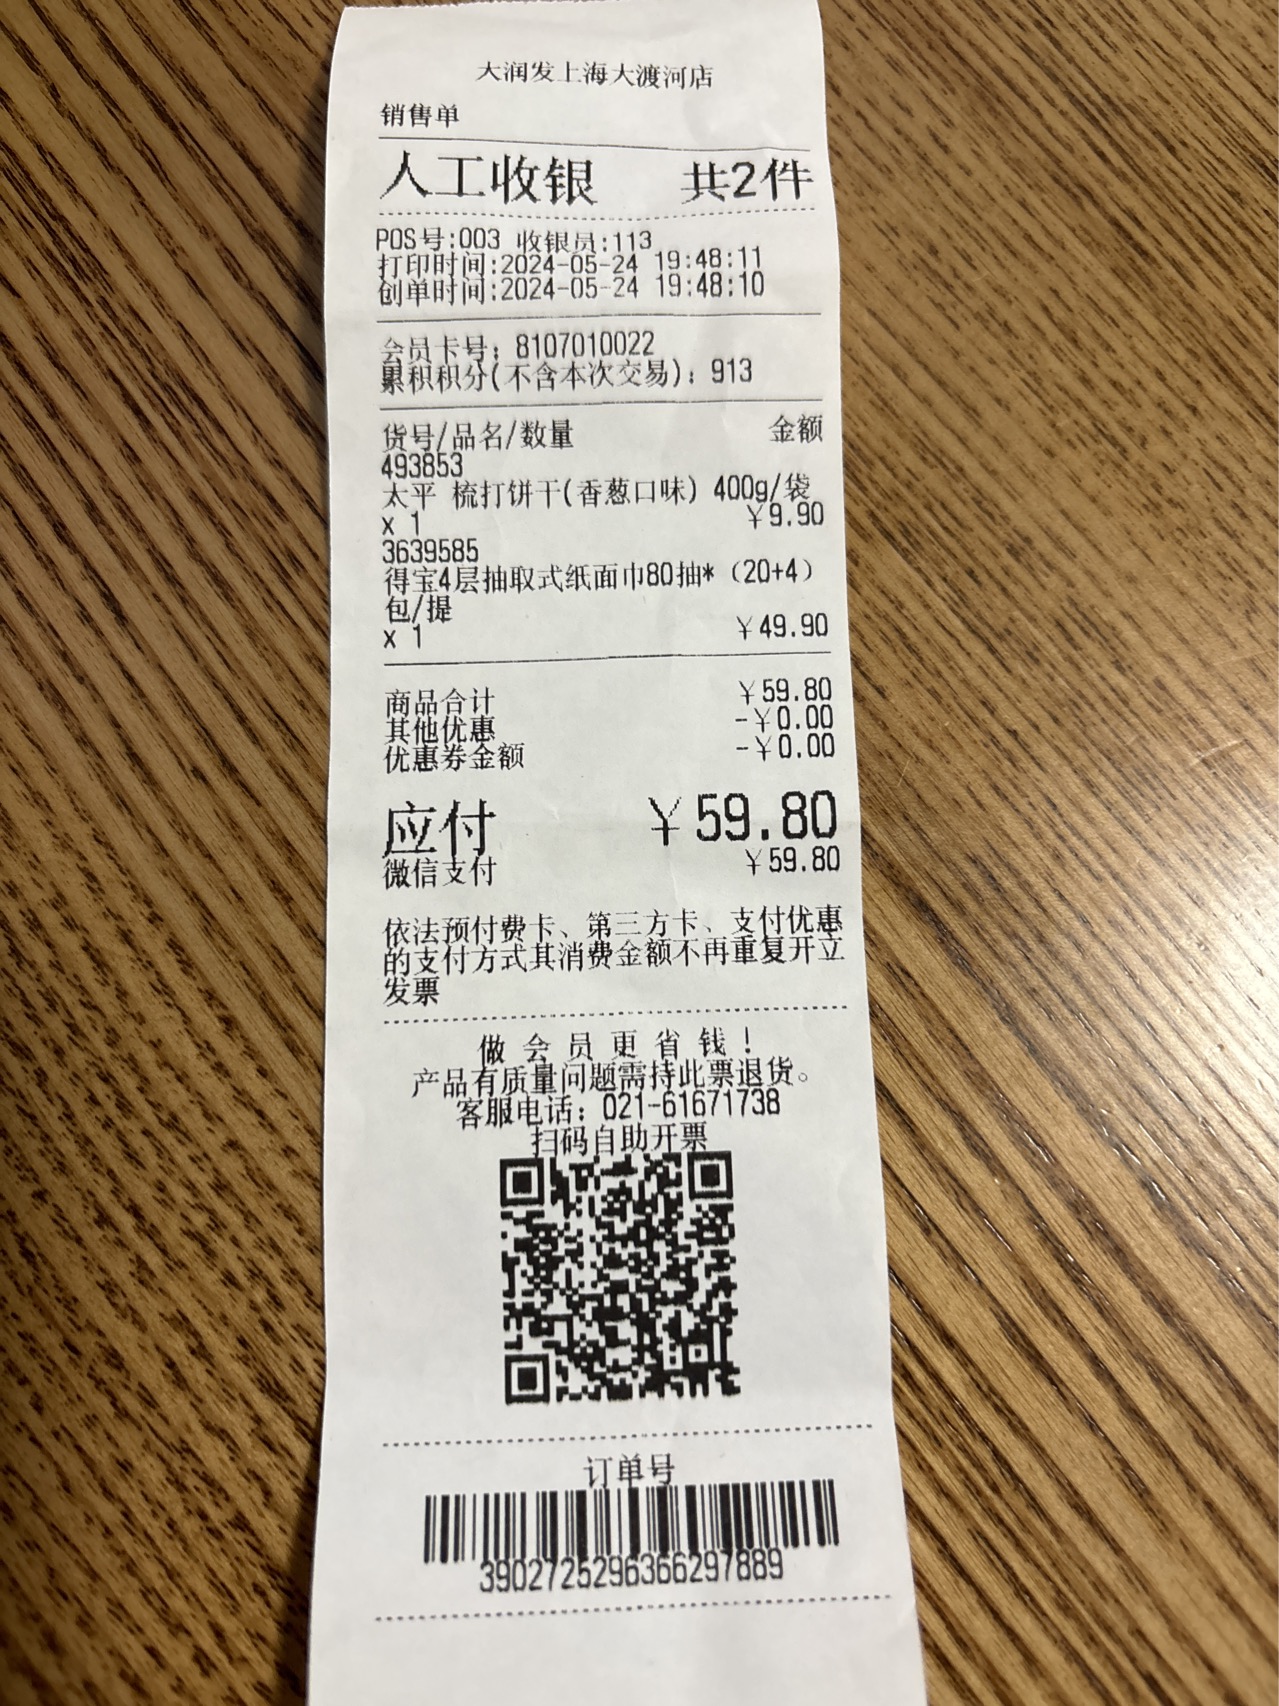 大润发上海大渡河店
销售单
人工收银 共2件
POS号:003 收银员:113
打印时间:2024-05-24 19:48:11
创单时间:2024-05-24 19:48:10
会员卡号: 8107010022
累积积分(不含本次交易): 913
货号/品名/数量 金额
493853
太平 梳打饼干(香葱口味) 400g/袋
x 1 ￥9.90
3639585
得宝4层抽取式纸面巾80抽*（20+4）
包/提
x 1 ￥49.90
商品合计 ￥59.80
其他优惠 -￥0.00
优惠券金额 -￥0.00
应付 ￥59.80
微信支付 ￥59.80
依法预付费卡、第三方卡、支付优惠
的支付方式其消费金额不再重复开立
发票
做会员更省钱!
产品有质量问题需持此票退货。
客服电话: 021-61671738
扫码自助开票
订单号
3902725296366297889